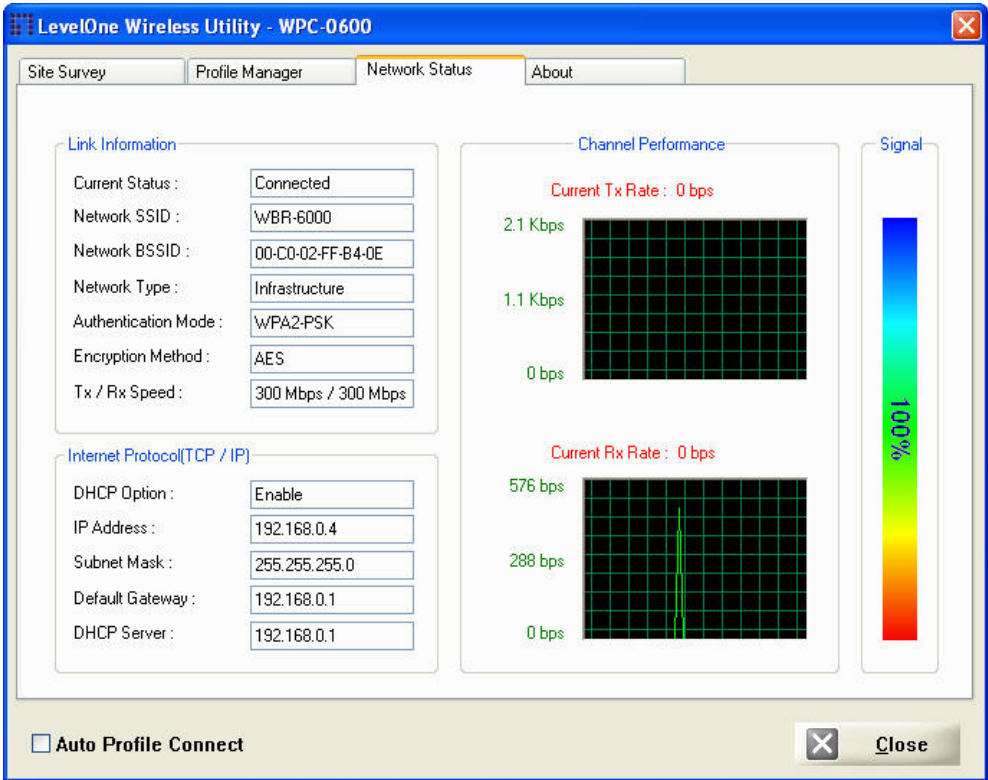 LevelOne Wireless Utility - WPC-0600
Site Survey
Profile Manager
Network Status
About
Link Information
Current Status : Connected
Network SSID : WBR-6000
Network BSSID : 00-C0-02-FF-B4-0E
Network Type : Infrastructure
Authentication Mode : WPA2-PSK
Encryption Method : AES
Tx / Rx Speed : 300 Mbps / 300 Mbps
Internet Protocol(TCP / IP)
DHCP Option : Enable
IP Address : 192.168.0.4
Subnet Mask : 255.255.255.0
Default Gateway : 192.168.0.1
DHCP Server : 192.168.0.1
Channel Performance
Current Tx Rate : 0 bps
2.1 Kbps
1.1 Kbps
0 bps
Current Rx Rate : 0 bps
576 bps
288 bps
0 bps
Signal
100%
Auto Profile Connect
Close